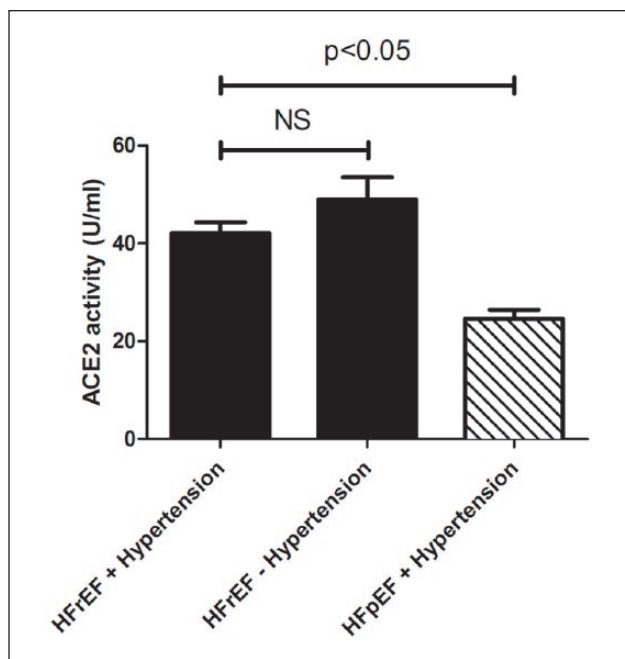 p<0.05
NS
ACE2 activity (U/ml)
60
40
20
0
HFrEF + Hypertension
HFrEF - Hypertension
HFpEF + Hypertension